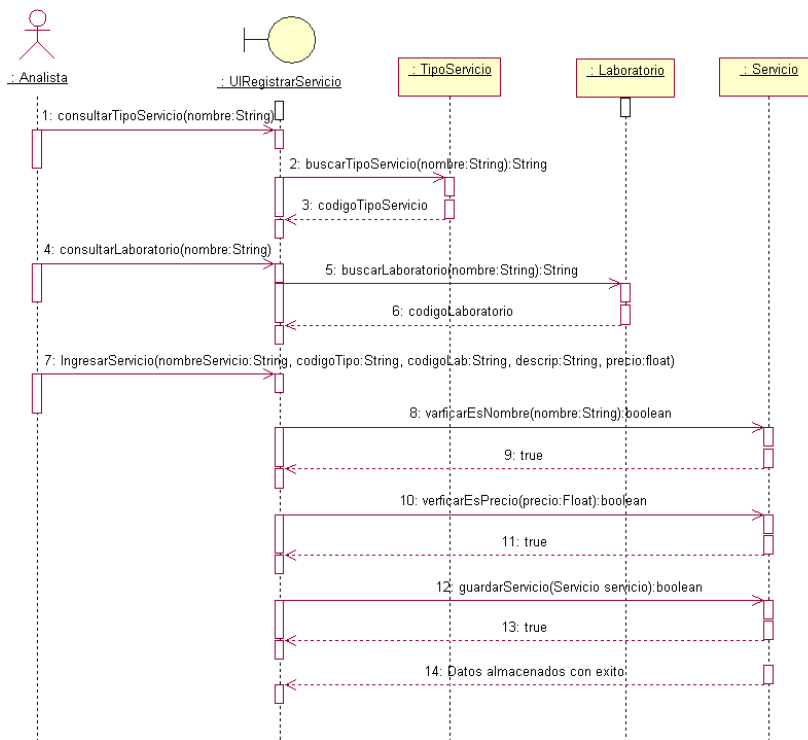 : Analista
: UIRegistrarServicio
: TipoServicio
: Laboratorio
: Servicio
1: consultarTipoServicio(nombre:String)
2: buscarTipoServicio(nombre:String):String
3: codigoTipoServicio
4: consultarLaboratorio(nombre:String)
5: buscarLaboratorio(nombre:String):String
6: codigoLaboratorio
7: IngresarServicio(nombreServicio:String, codigoTipo:String, codigoLab:String, descrip:String, precio:float)
8: varficarEsNombre(nombre:String):boolean
9: true
10: verficarEsPrecio(precio:Float):boolean
11: true
12: guardarServicio(Servicio servicio):boolean
13: true
14: Datos almacenados con exito